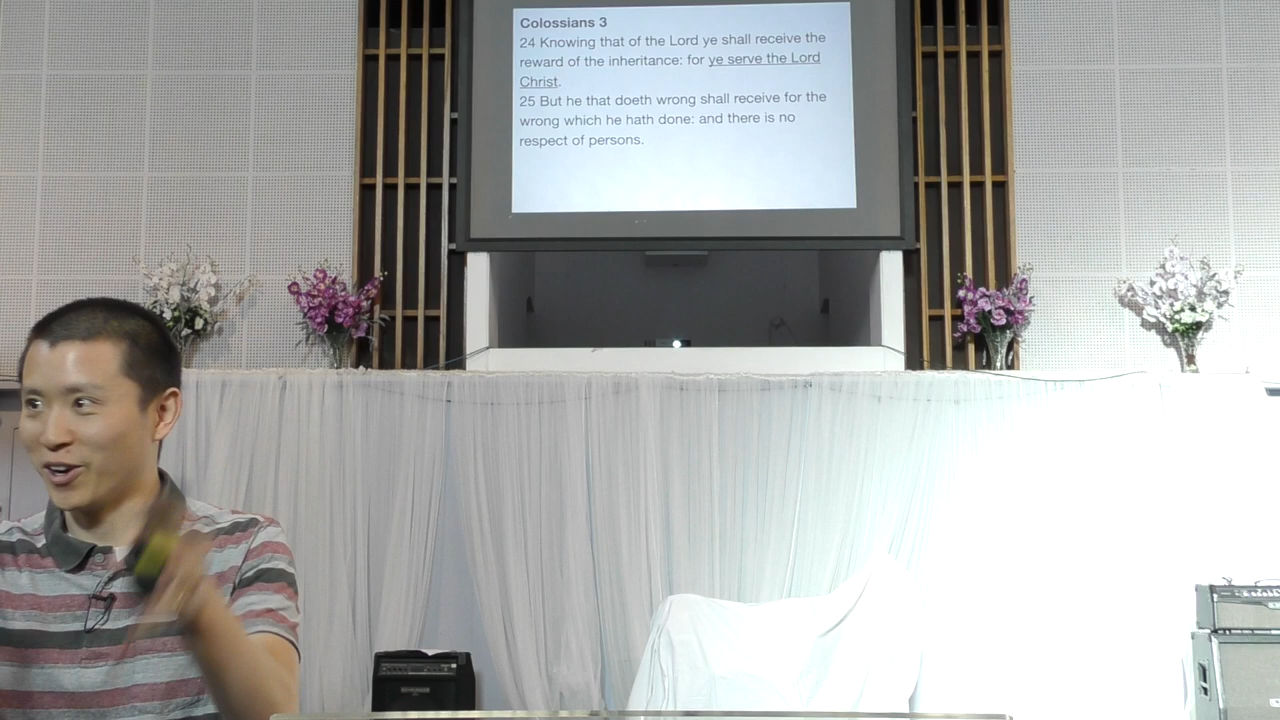 Colossians 3
24 Knowing that of the Lord ye shall receive the
reward of the inheritance: for ye serve the Lord
Christ.
25 But he that doeth wrong shall receive for the
wrong which he hath done: and there is no
respect of persons.